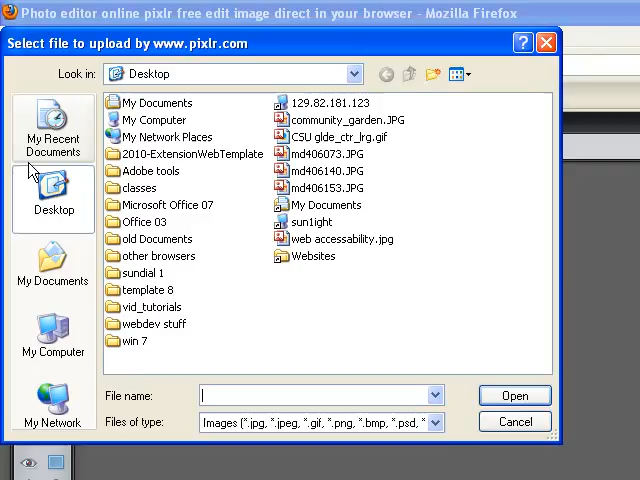 Photo editor online pixlr free edit image direct in your browser - Mozilla Firefox
Select file to upload by www.pixlr.com
Look in: Desktop
My Recent Documents
Desktop
My Documents
My Computer
My Network
My Documents
My Computer
My Network Places
2010-ExtensionWebTemplate
Adobe tools
classes
Microsoft Office 07
Office 03
old Documents
other browsers
sundial 1
template 8
vid_tutorials
webdev stuff
win 7
129.82.181.123
community_garden.JPG
CSU glde_ctr_lrg.gif
md406073.JPG
md406140.JPG
md406153.JPG
My Documents
sun1ight
web accessability.jpg
Websites
File name:
Open
Files of type: Images (*.jpg, *.jpeg, *.gif, *.png, *.bmp, *.psd, *
Cancel